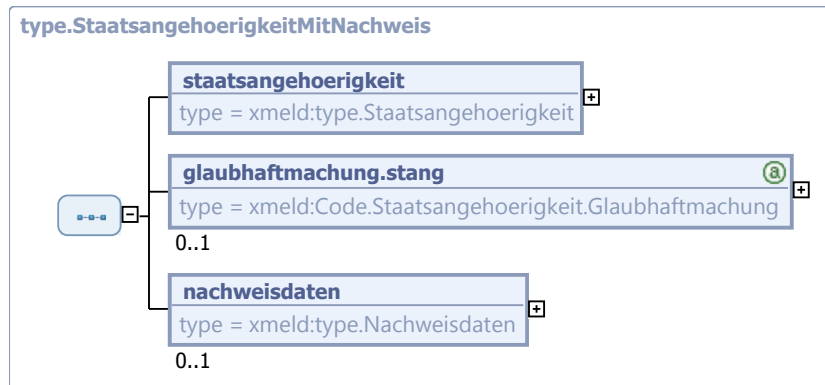 type.StaatsangehoerigkeitMitNachweis
staatsangehoerigkeit
type = xmeld:type.Staatsangehoerigkeit
glaubhaftmachung.stang
a
type = xmeld:Code.Staatsangehoerigkeit.Glaubhaftmachung
0..1
nachweisdaten
type = xmeld:type.Nachweisdaten
0..1